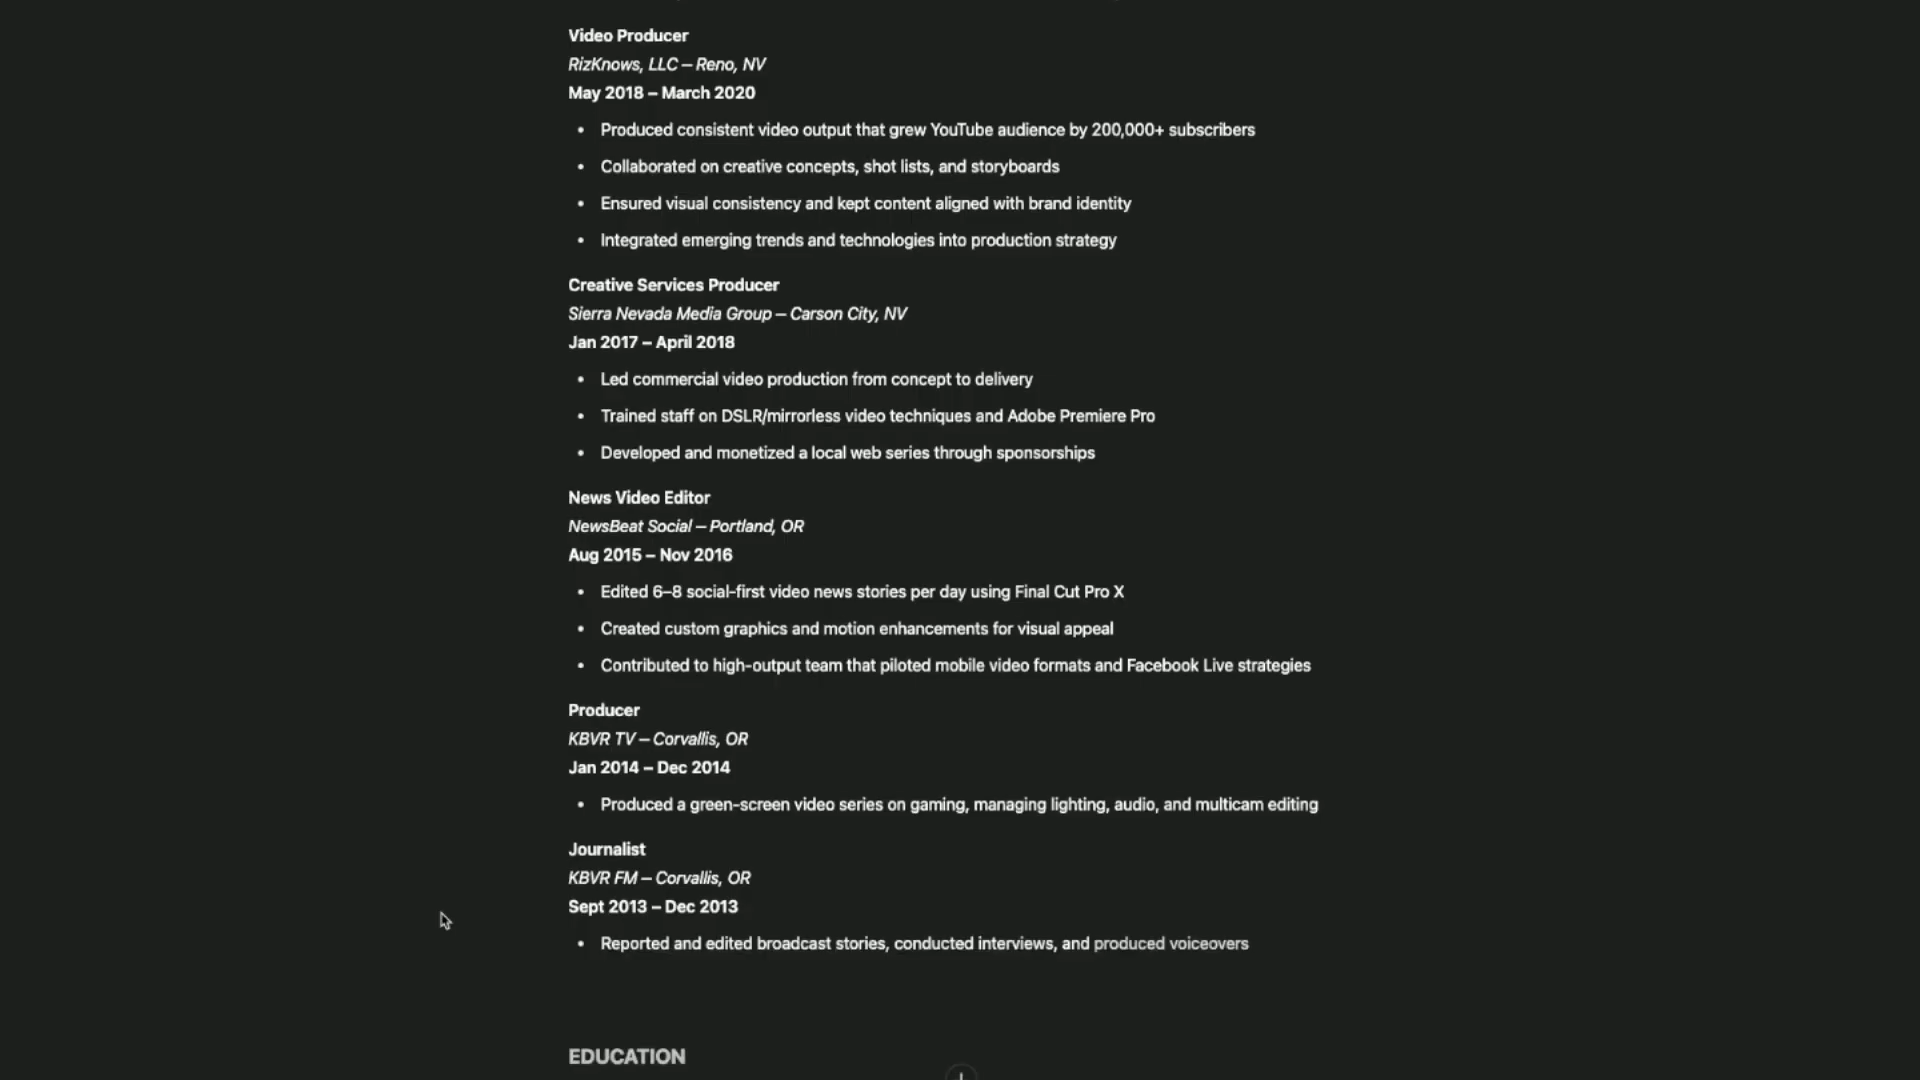 Video Producer
RizKnows, LLC – Reno, NV
May 2018 – March 2020
• Produced consistent video output that grew YouTube audience by 200,000+ subscribers
• Collaborated on creative concepts, shot lists, and storyboards
• Ensured visual consistency and kept content aligned with brand identity
• Integrated emerging trends and technologies into production strategy
Creative Services Producer
Sierra Nevada Media Group – Carson City, NV
Jan 2017 – April 2018
• Led commercial video production from concept to delivery
• Trained staff on DSLR/mirrorless video techniques and Adobe Premiere Pro
• Developed and monetized a local web series through sponsorships
News Video Editor
NewsBeat Social – Portland, OR
Aug 2015 – Nov 2016
• Edited 6–8 social-first video news stories per day using Final Cut Pro X
• Created custom graphics and motion enhancements for visual appeal
• Contributed to high-output team that piloted mobile video formats and Facebook Live strategies
Producer
KBVR TV – Corvallis, OR
Jan 2014 – Dec 2014
• Produced a green-screen video series on gaming, managing lighting, audio, and multicam editing
Journalist
KBVR FM – Corvallis, OR
Sept 2013 – Dec 2013
• Reported and edited broadcast stories, conducted interviews, and produced voiceovers
EDUCATION